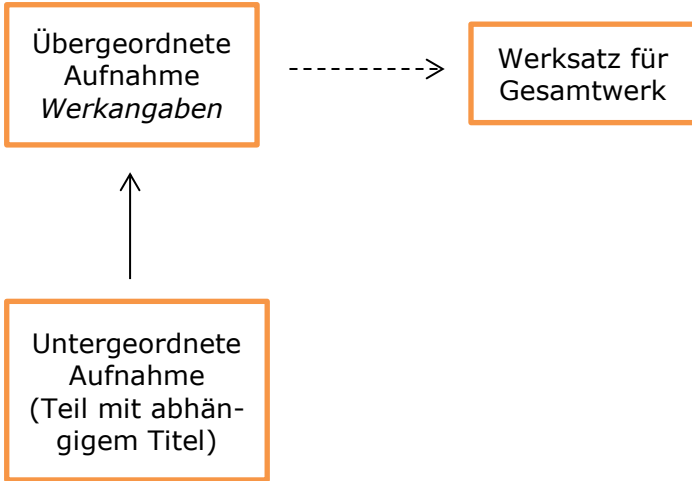 Übergeordnete
Aufnahme
Werkangaben
Werksatz für
Gesamtwerk
Untergeordnete
Aufnahme
(Teil mit abhän-
gigem Titel)